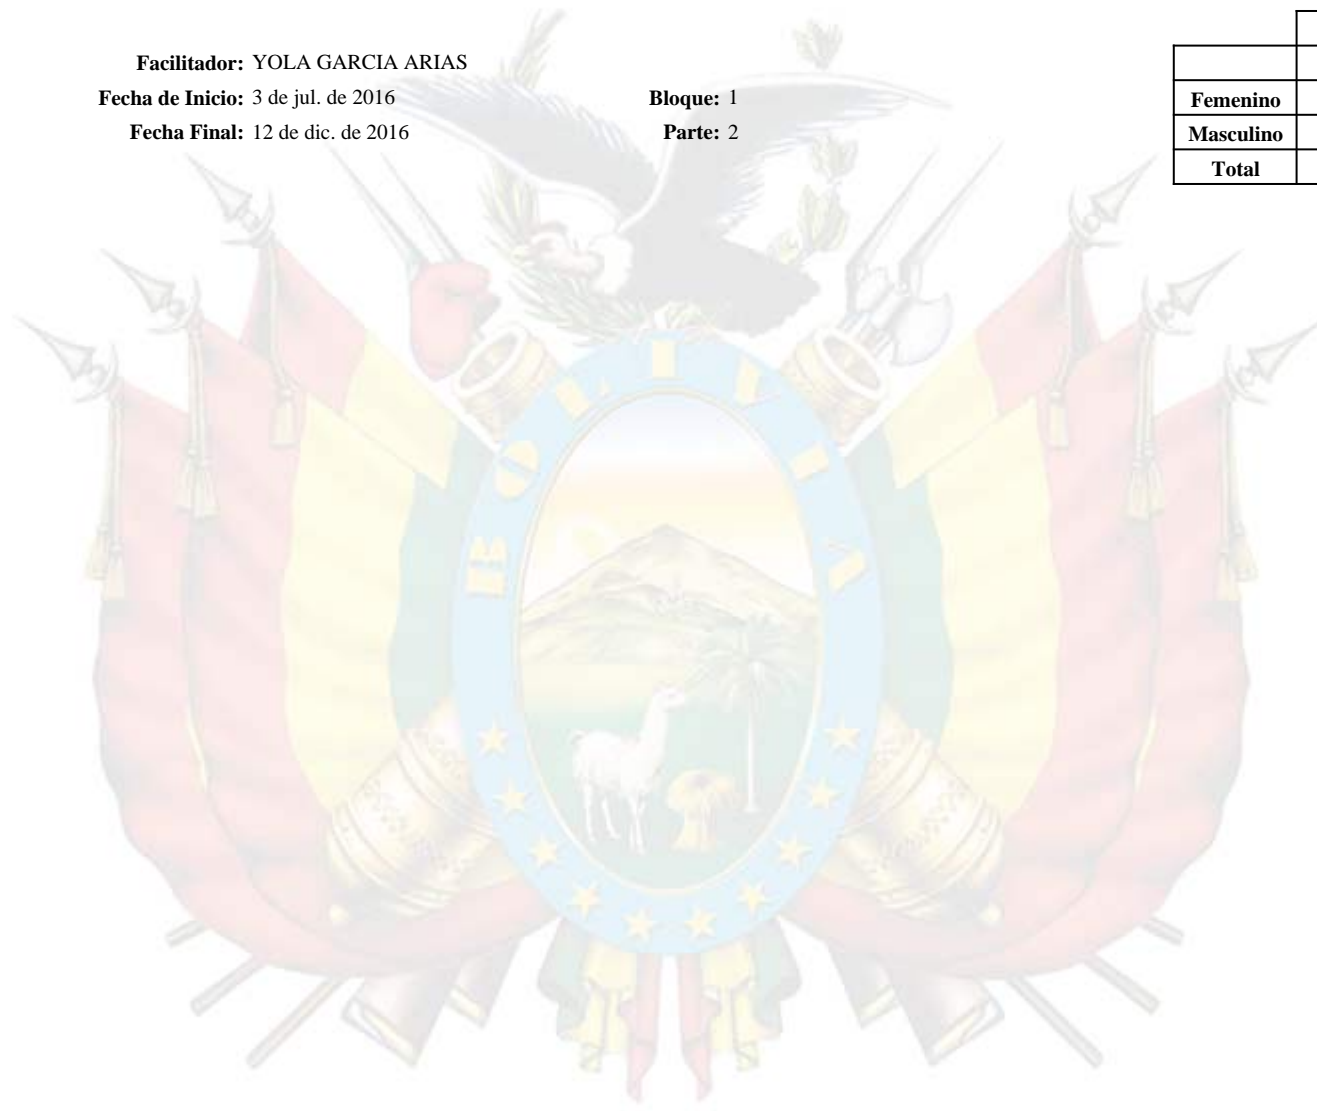 Facilitador: YOLA GARCIA ARIAS
Fecha de Inicio: 3 de jul. de 2016 Bloque: 1
Fecha Final: 12 de dic. de 2016 Parte: 2
Femenino
Masculino
Total
BOLIVIA